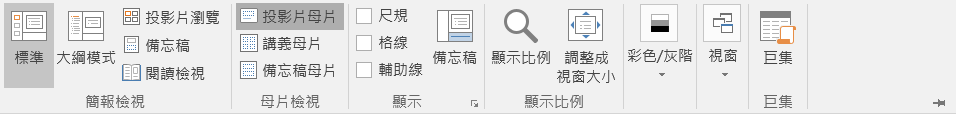 標準
大綱模式
投影片瀏覽
備忘稿
閱讀檢視
簡報檢視
投影片母片
講義母片
備忘稿母片
母片檢視
尺規
格線
輔助線
備忘稿
顯示
顯示比例
調整成
視窗大小
顯示比例
彩色/灰階
視窗
巨集
巨集